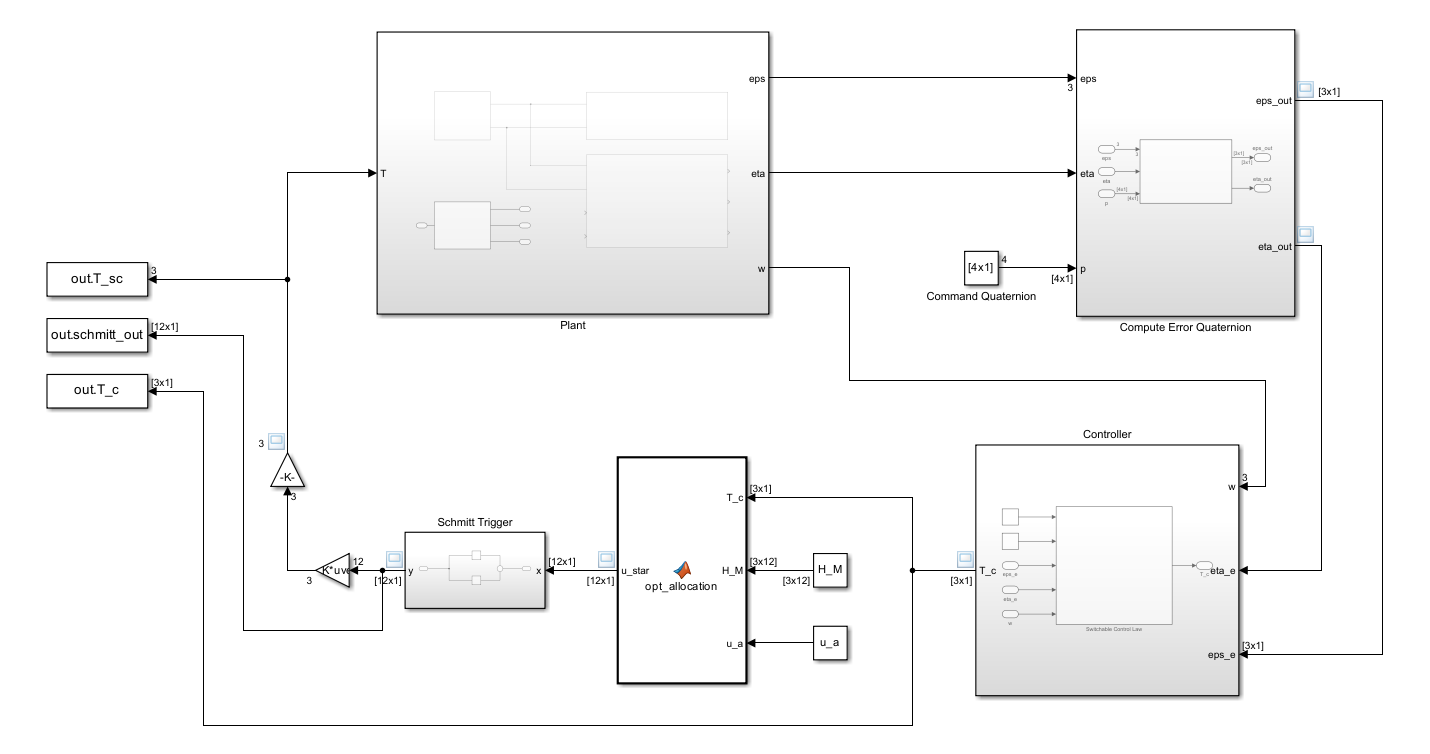 eps
eps
3
eps_out
[3x1]
T
eta
eta
w
[4x1]
4
[4x1]
p
Command Quaternion
eta_out
Plant
Compute Error Quaternion
eps
eta
p
3
3
[4x1]
[4x1]
[3x1]
[3x1]
eps_out
eta_out
out.T_sc
3
out.schmitt_out
[12x1]
out.T_c
[3x1]
3
-K-
3
K*uve
12
3
[12x1]
Schmitt Trigger
y
x
[12x1]
[12x1]
u_star
opt_allocation
T_c
[3x1]
H_M
[3x12]
[3x12]
H_M
u_a
u_a
Controller
[3x1]
T_c
w
3
eta_e
eps_e
[3x1]
eps_e
eta_e
w
T_c
Switchable Control Law